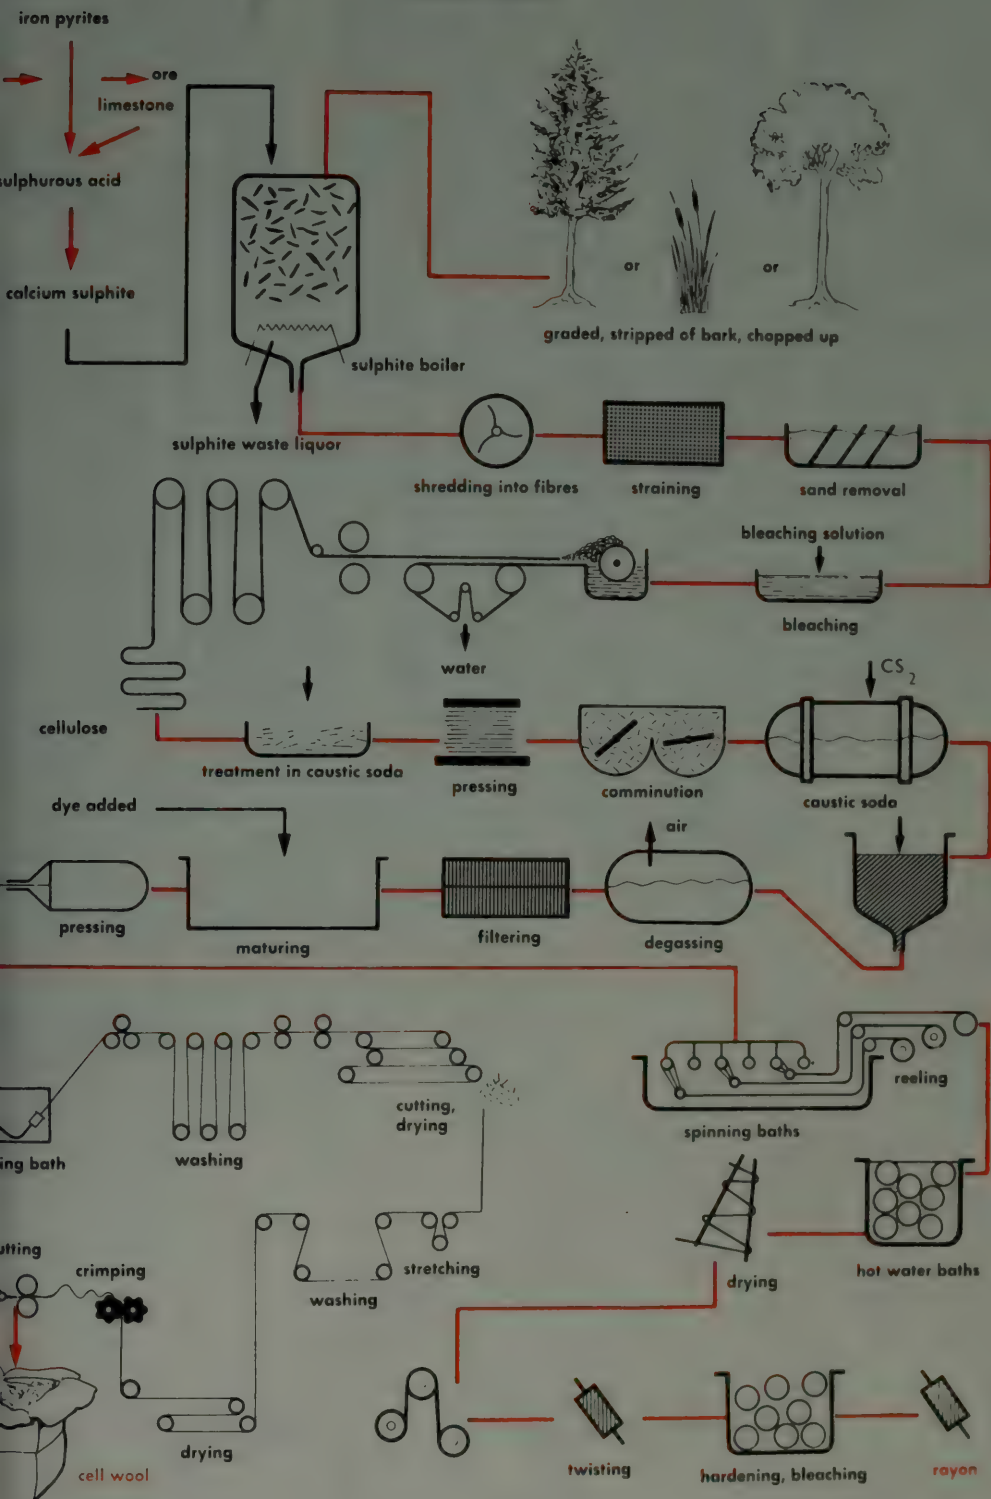 iron pyrites
ore
limestone
sulphurous acid
calcium sulphite
or
or
graded, stripped of bark, chopped up
sulphite boiler
sulphite waste liquor
shredding into fibres
straining
sand removal
bleaching solution
bleaching
water
CS2
cellulose
treatment in caustic soda
pressing
comminution
caustic soda
dye added
air
pressing
maturing
filtering
degassing
reeling
cutting,
drying
spinning baths
ing bath
washing
utting
crimping
stretching
washing
drying
hot water baths
drying
cell wool
twisting
hardening, bleaching
rayon